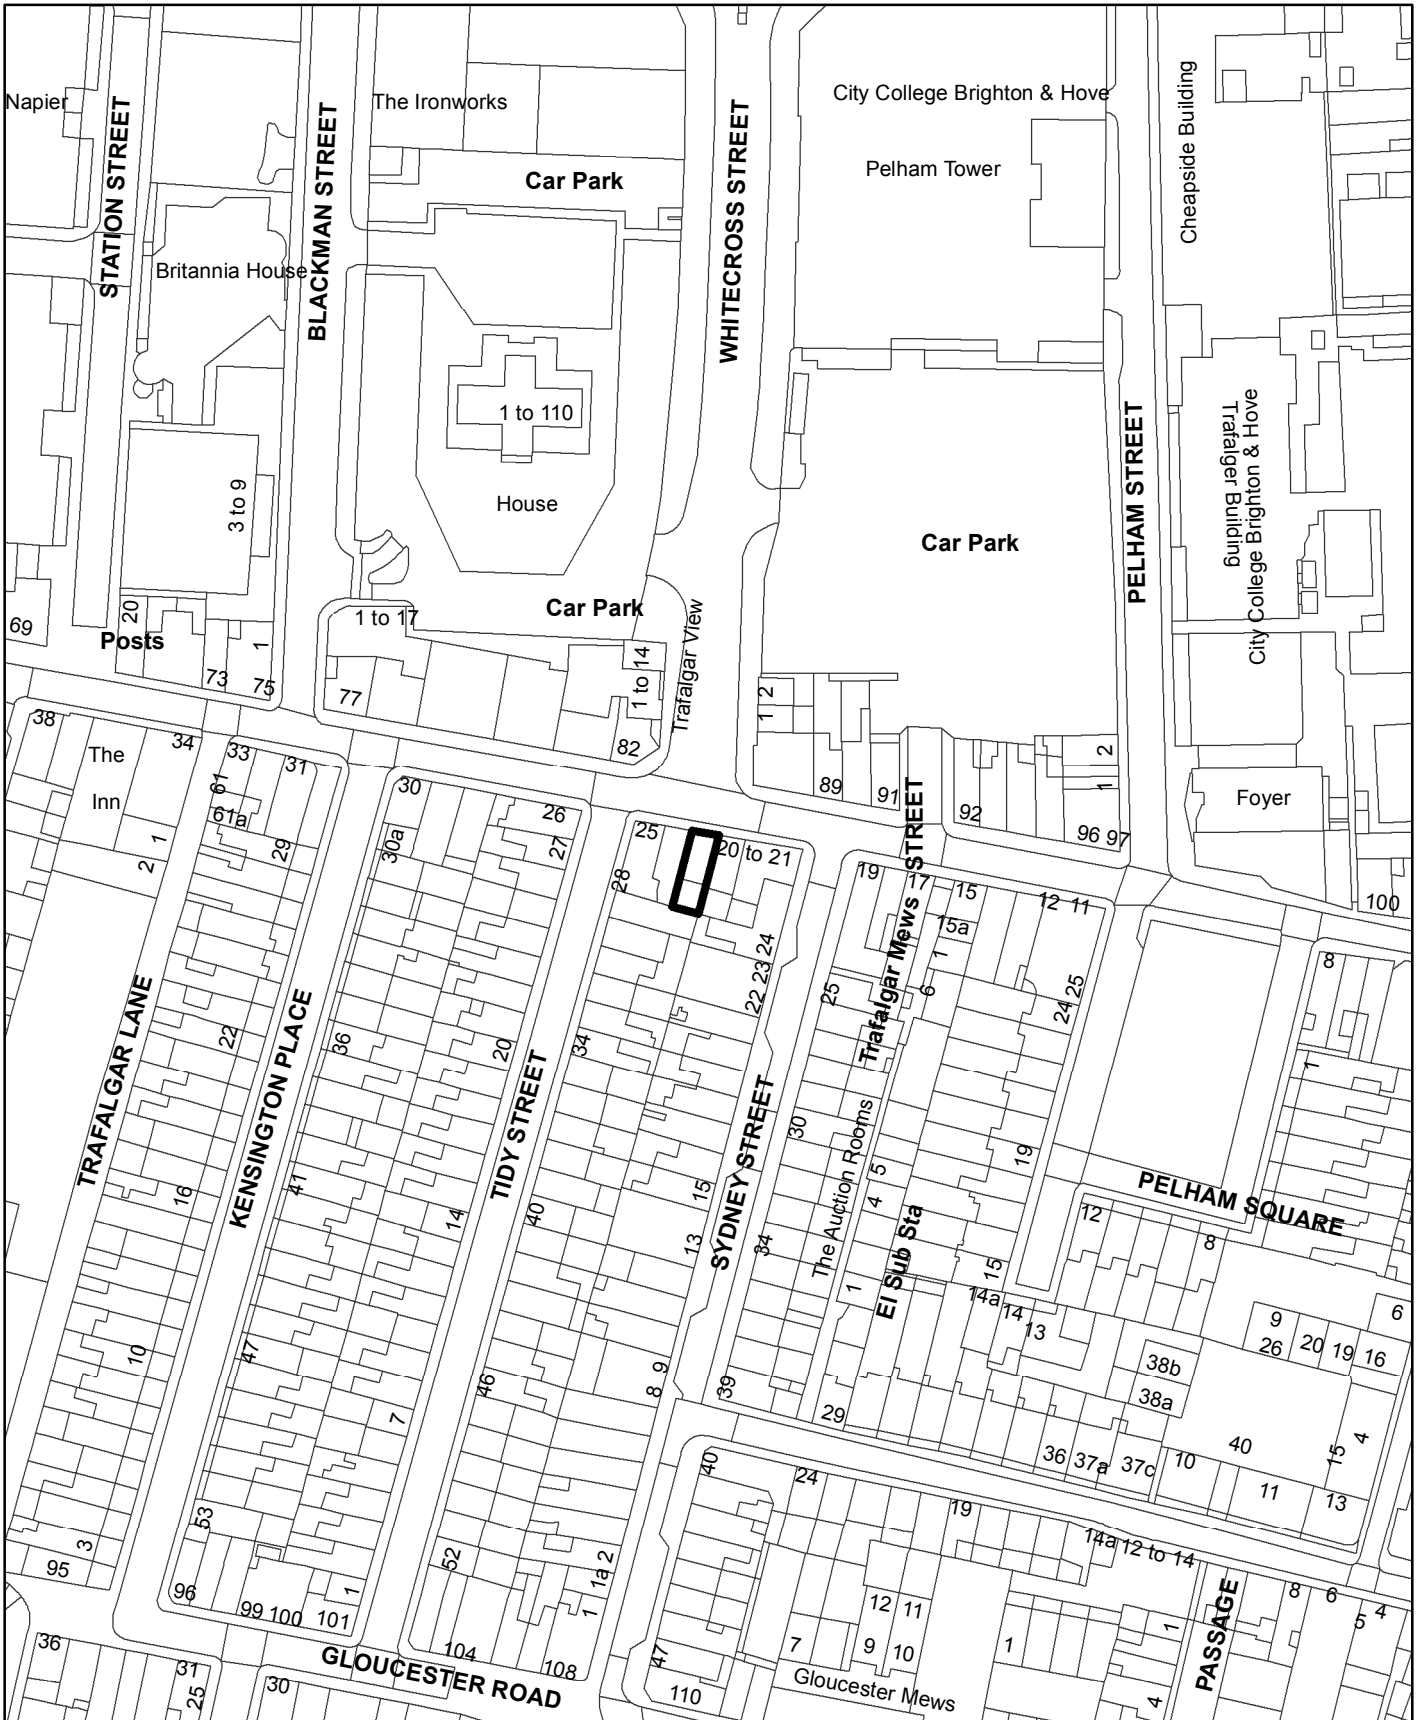 Napier
STATION STREET
BLACKMAN STREET
The Ironworks
Car Park
WHITECROSS STREET
City College Brighton & Hove
Pelham Tower
Cheapside Building
Britannia House
1 to 110
House
3 to 9
Car Park
PELHAM STREET
City College Brighton & Hove
Trafalger Building
69
20
Posts
73
1
75
1 to 17
77
Car Park
1 to 14
Trafalgar View
82
1 2
89
91
92
2
1
96 97
Foyer
100
38
The
Inn
34
33
31
61
61a
29
1
2
30
30a
26
27
25
28
20 to 21
24
23
22
19
17
15
15a
1
6
12
11
25
24
8
1
Trafalgar Mews STREET
TRAFALGAR LANE
KENSINGTON PLACE
TIDY STREET
SYDNEY STREET
PELHAM SQUARE
22
36
20
34
25
30
The Auction Rooms
5
4
El Sub Sta
1
19
15
14a
14
13
12
8
16
41
14
40
15
13
34
10
47
7
46
9
8
39
29
36
37a
37c
38b
38a
9
26
20
19
16
6
40
10
11
15
4
13
53
3
95
96
99
100
101
1
52
104
108
1a
2
1
40
24
19
14a
12 to 14
47
110
7
12
11
9
10
Gloucester Mews
1
1
4
PASSAGE
8
6
5
4
GLOUCESTER ROAD
36
31
25
30